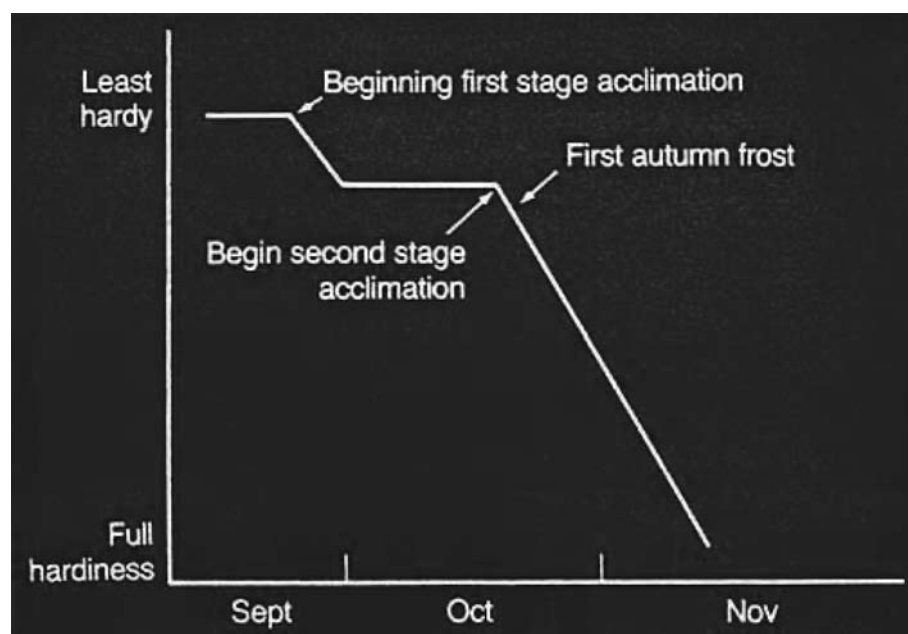 Least
hardy
Beginning first stage acclimation
First autumn frost
Begin second stage
acclimation
Full
hardiness
Sept
Oct
Nov